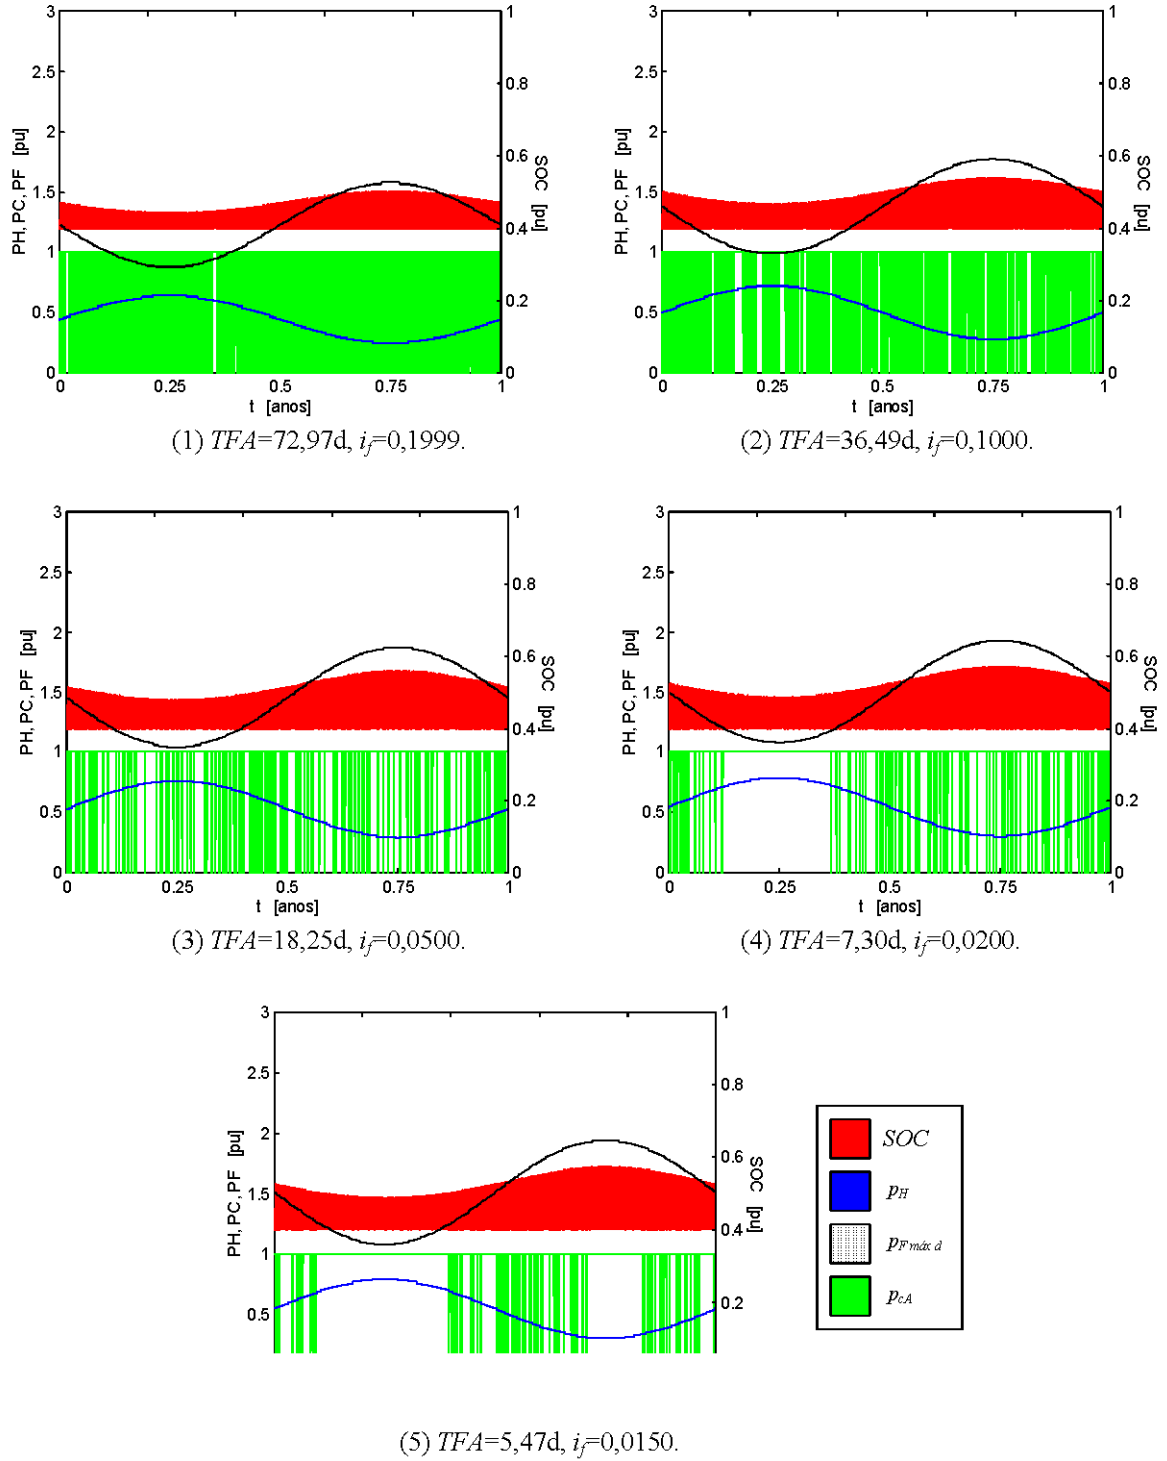 3
2.5
2
1.5
1
0.5
0
PH, PC, PF [pu]
1
0.8
0.6
0.4
0.2
0
SOC [pu]
0 0.25 0.5 0.75 1
t [anos]
(1) TFA=72,97d, if=0,1999.
3
2.5
2
1.5
1
0.5
0
PH, PC, PF [pu]
1
0.8
0.6
0.4
0.2
0
SOC [pu]
0 0.25 0.5 0.75 1
t [anos]
(2) TFA=36,49d, if=0,1000.
3
2.5
2
1.5
1
0.5
0
PH, PC, PF [pu]
1
0.8
0.6
0.4
0.2
0
SOC [pu]
0 0.25 0.5 0.75 1
t [anos]
(3) TFA=18,25d, if=0,0500.
3
2.5
2
1.5
1
0.5
0
PH, PC, PF [pu]
1
0.8
0.6
0.4
0.2
0
SOC [pu]
0 0.25 0.5 0.75 1
t [anos]
(4) TFA=7,30d, if=0,0200.
3
2.5
2
1.5
1
0.5
PH, PC, PF [pu]
1
0.8
0.6
0.4
0.2
SOC [pu]
SOC
pH
pFmáx d
pcA
(5) TFA=5,47d, if=0,0150.